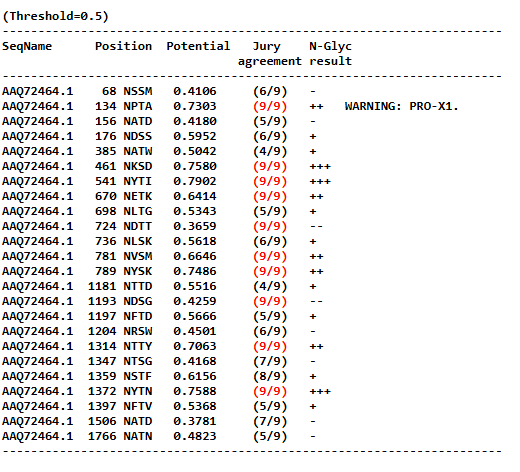 (Threshold=0.5)
----------------------------------------------------------------------
SeqName      Position  Potential   Jury    N-Glyc
                                 agreement result
----------------------------------------------------------------------
AAQ72464.1    68 NSSM   0.4106     (6/9)   -
AAQ72464.1   134 NPTA   0.7303     (9/9)   ++   WARNING: PRO-X1.
AAQ72464.1   156 NATD   0.4180     (5/9)   -
AAQ72464.1   176 NDSS   0.5952     (6/9)   +
AAQ72464.1   385 NATW   0.5042     (4/9)   +
AAQ72464.1   461 NKSD   0.7580     (9/9)   +++
AAQ72464.1   541 NYTI   0.7902     (9/9)   +++
AAQ72464.1   670 NETK   0.6414     (9/9)   ++
AAQ72464.1   698 NLTG   0.5343     (5/9)   +
AAQ72464.1   724 NDTT   0.3659     (9/9)   --
AAQ72464.1   736 NLSK   0.5618     (6/9)   +
AAQ72464.1   781 NVSM   0.6646     (9/9)   ++
AAQ72464.1   789 NYSK   0.7486     (9/9)   ++
AAQ72464.1  1181 NTTD   0.5516     (4/9)   +
AAQ72464.1  1193 NDSG   0.4259     (9/9)   --
AAQ72464.1  1197 NFTD   0.5666     (5/9)   +
AAQ72464.1  1204 NRSW   0.4501     (6/9)   -
AAQ72464.1  1314 NTTY   0.7063     (9/9)   ++
AAQ72464.1  1347 NTSG   0.4168     (7/9)   -
AAQ72464.1  1359 NSTF   0.6156     (8/9)   +
AAQ72464.1  1372 NYTN   0.7588     (9/9)   +++
AAQ72464.1  1397 NFTV   0.5368     (5/9)   +
AAQ72464.1  1506 NATD   0.3781     (7/9)   -
AAQ72464.1  1766 NATN   0.4823     (5/9)   -
----------------------------------------------------------------------